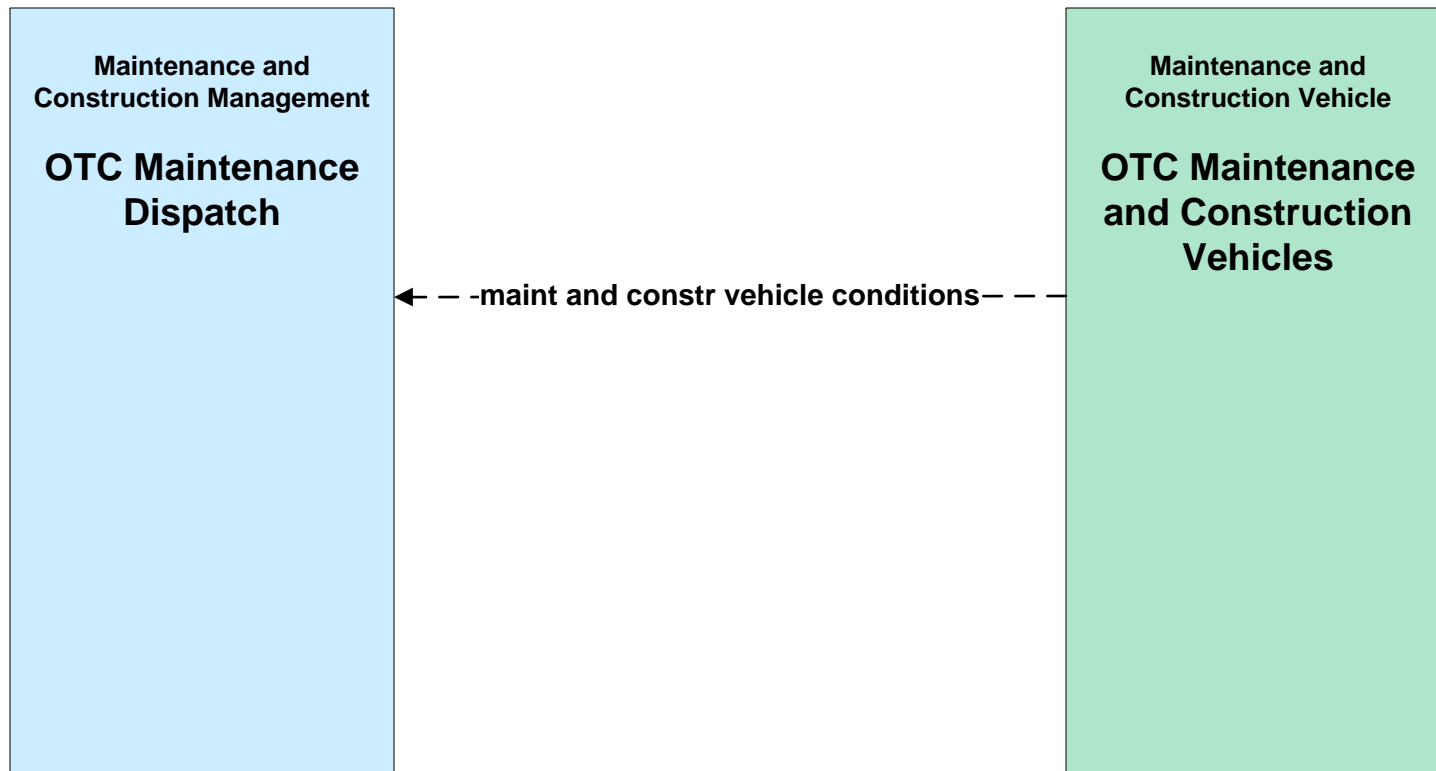 Maintenance and
Construction Management
OTC Maintenance
Dispatch
Maintenance and
Construction Vehicle
OTC Maintenance
and Construction
Vehicles
maint and constr vehicle conditions